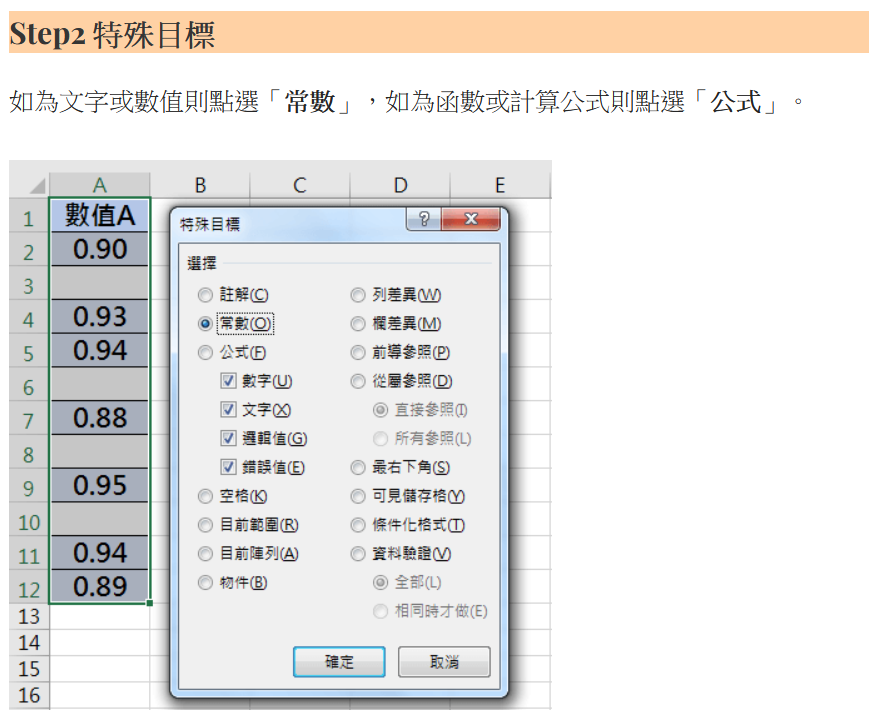 Step2 特殊目標
如為文字或數值則點選「常數」，如為函數或計算公式則點選「公式」。
A B C D E
1 數值A
2 0.90
3
4 0.93
5 0.94
6
7 0.88
8
9 0.95
10
11 0.94
12 0.89
13
14
15
16
特殊目標 ?
選擇
註解(C) 列差異(W)
常數(O) 欄差異(M)
公式(F) 前導參照(P)
數字(U) 從屬參照(D)
文字(X) 直接參照(I)
邏輯值(G) 所有參照(L)
錯誤值(E) 最右下角(S)
空格(K) 可見儲存格(Y)
目前範圍(R) 條件化格式(T)
目前陣列(A) 資料驗證(V)
物件(B) 全部(L)
相同時才做(E)
確定 取消